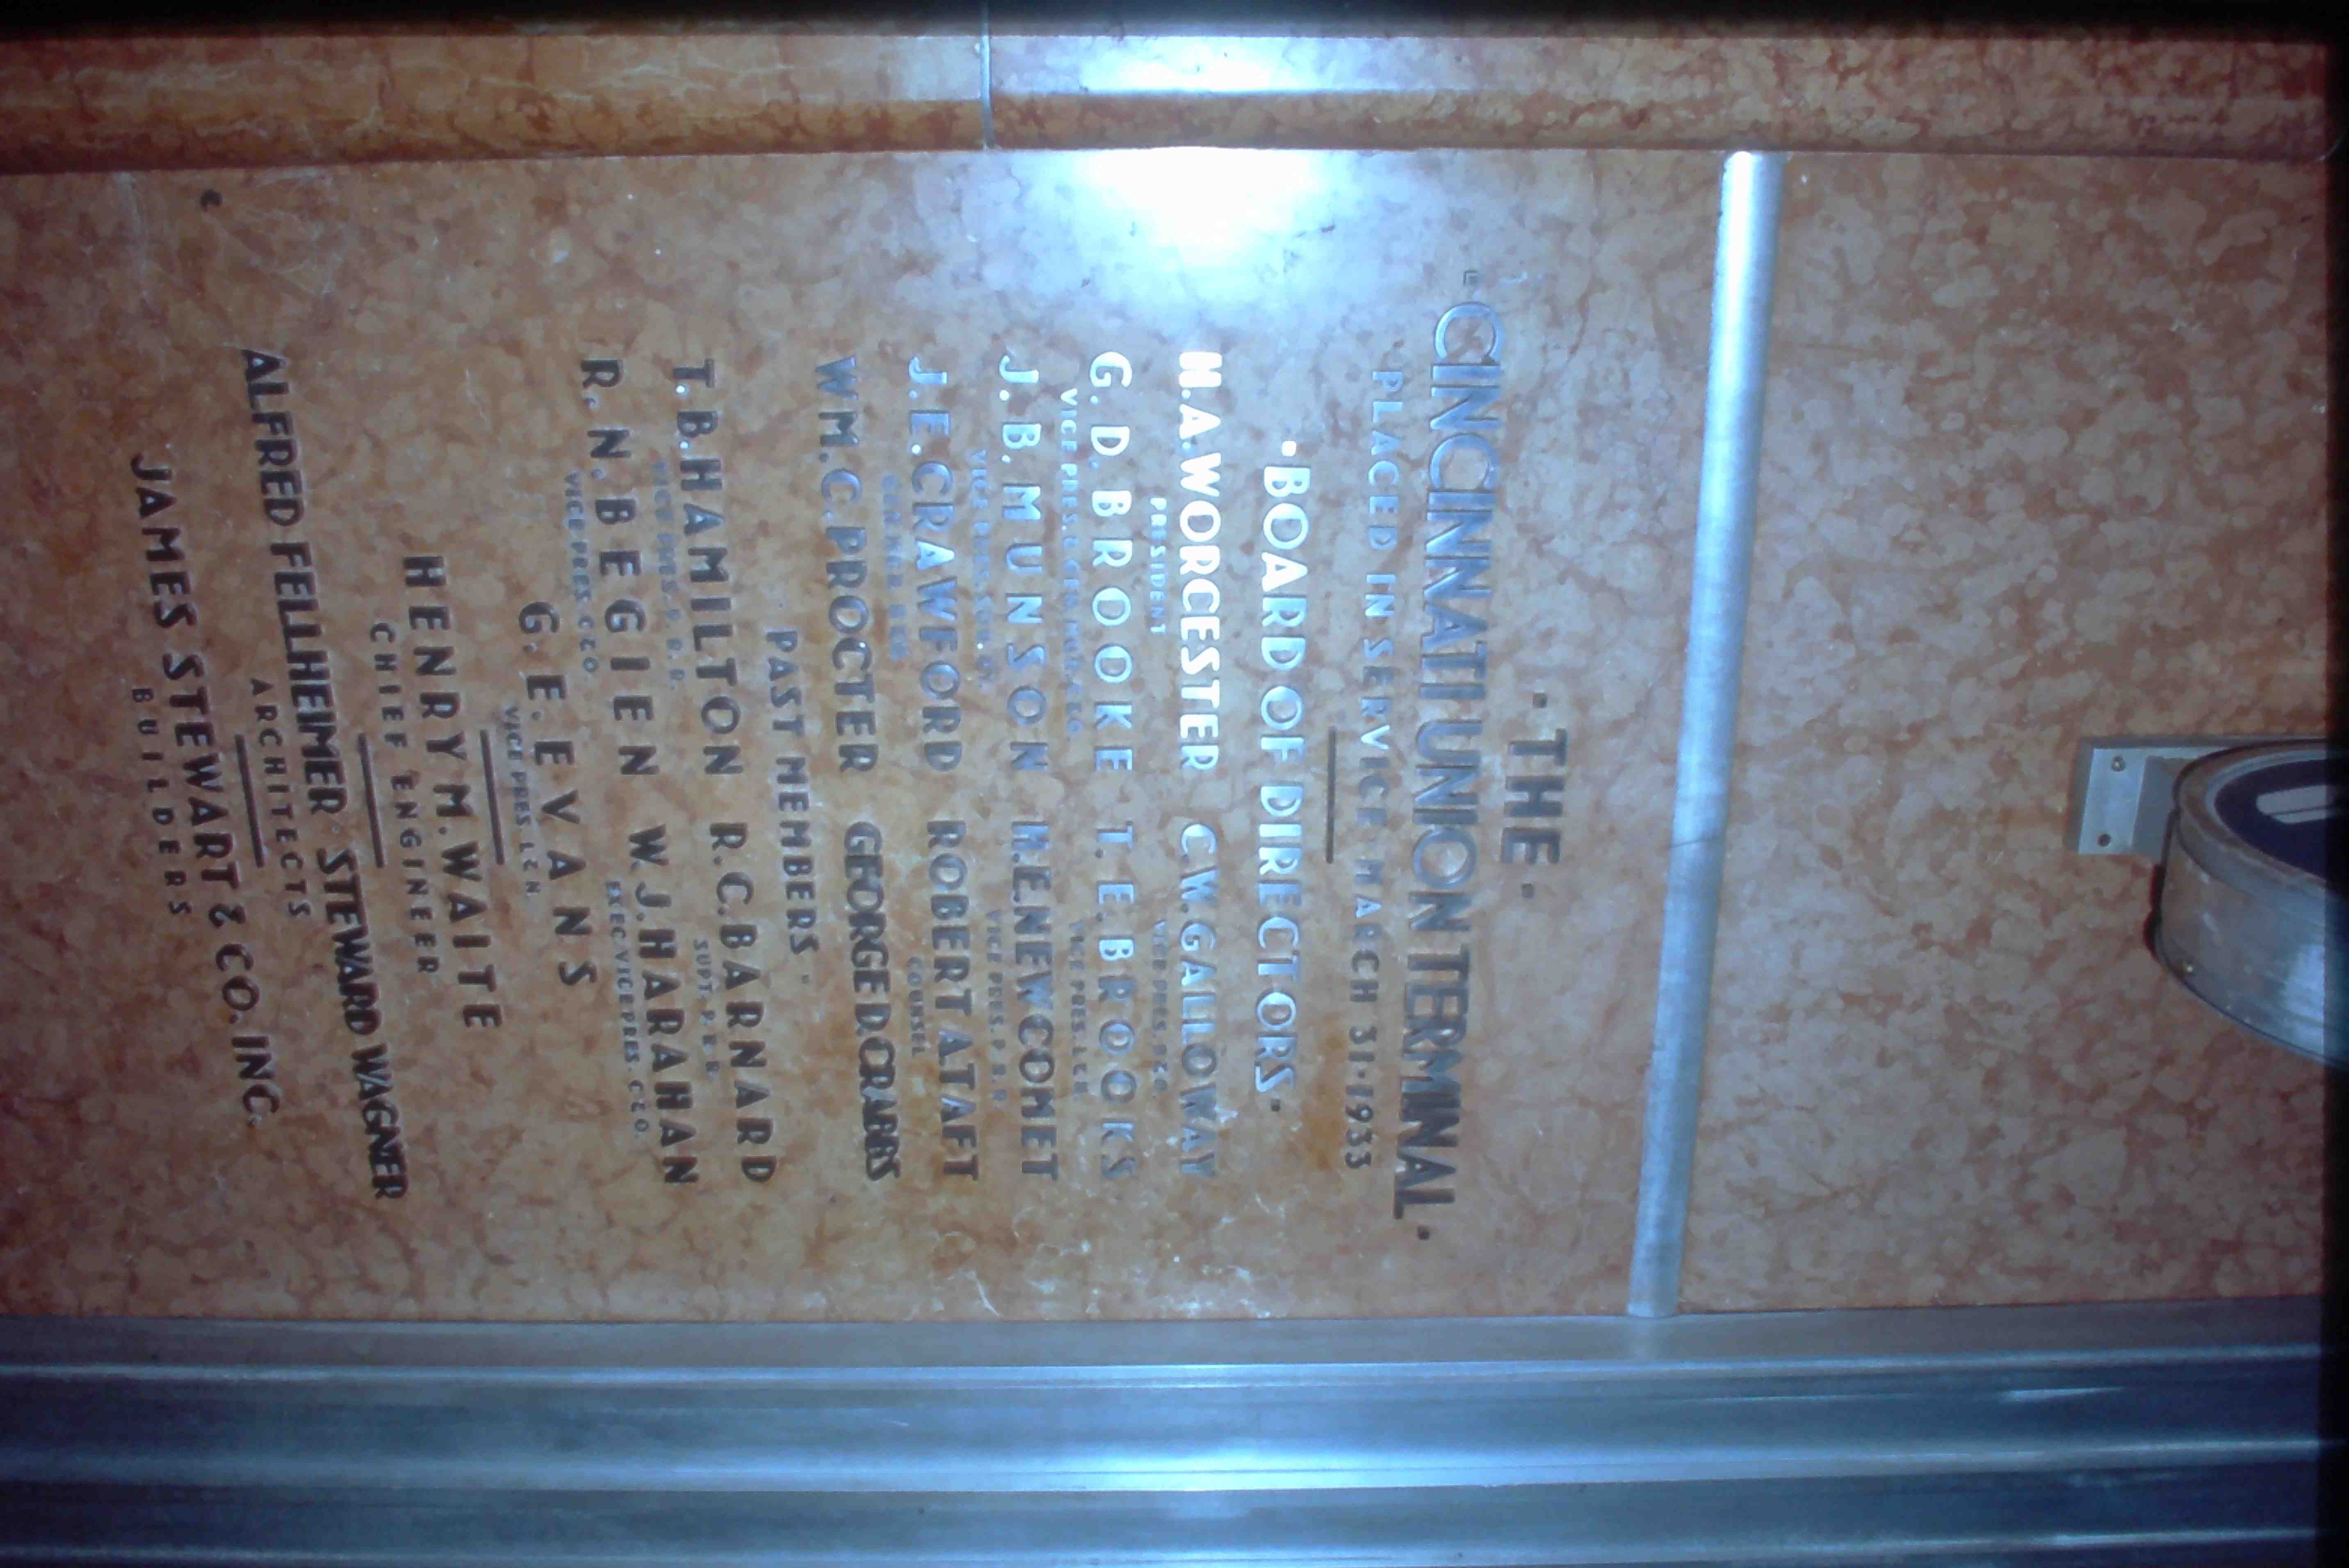 · THE ·
· CINCINNATI UNION TERMINAL ·
PLACED IN SERVICE · MARCH 31 · 1933
· BOARD OF DIRECTORS ·
H.A. WORCESTER C.W. GALLOWAY
PRESIDENT VICE PRES. B & O.
G. D. BROOKE T. E. BROOKS
VICE PRES. & GEN. MGR. C & O. VICE PRES. L & N.
J. B. MUNSON H.E. NEWCOMET
VICE PRES. SOU. RY. VICE PRES. P. R. R.
J.E. CRAWFORD ROBERT A. TAFT
GEN. MGR. N & W. COUNSEL
WM. C. PROCTER GEORGE D. CRABBS
· PAST MEMBERS ·
T. B. HAMILTON R.C. BARNARD
VICE PRES. P. R. R. SUPT. P. R. R.
R. N. BEGIEN W. J. HARAHAN
VICE PRES. C & O. EXEC. VICE PRES. C & O.
G. E. EVANS
VICE PRES. L & N.
HENRY M. WAITE
CHIEF ENGINEER
ALFRED FELLHEIMER · STEWARD WAGNER
ARCHITECTS
JAMES STEWART & CO. INC.
BUILDERS